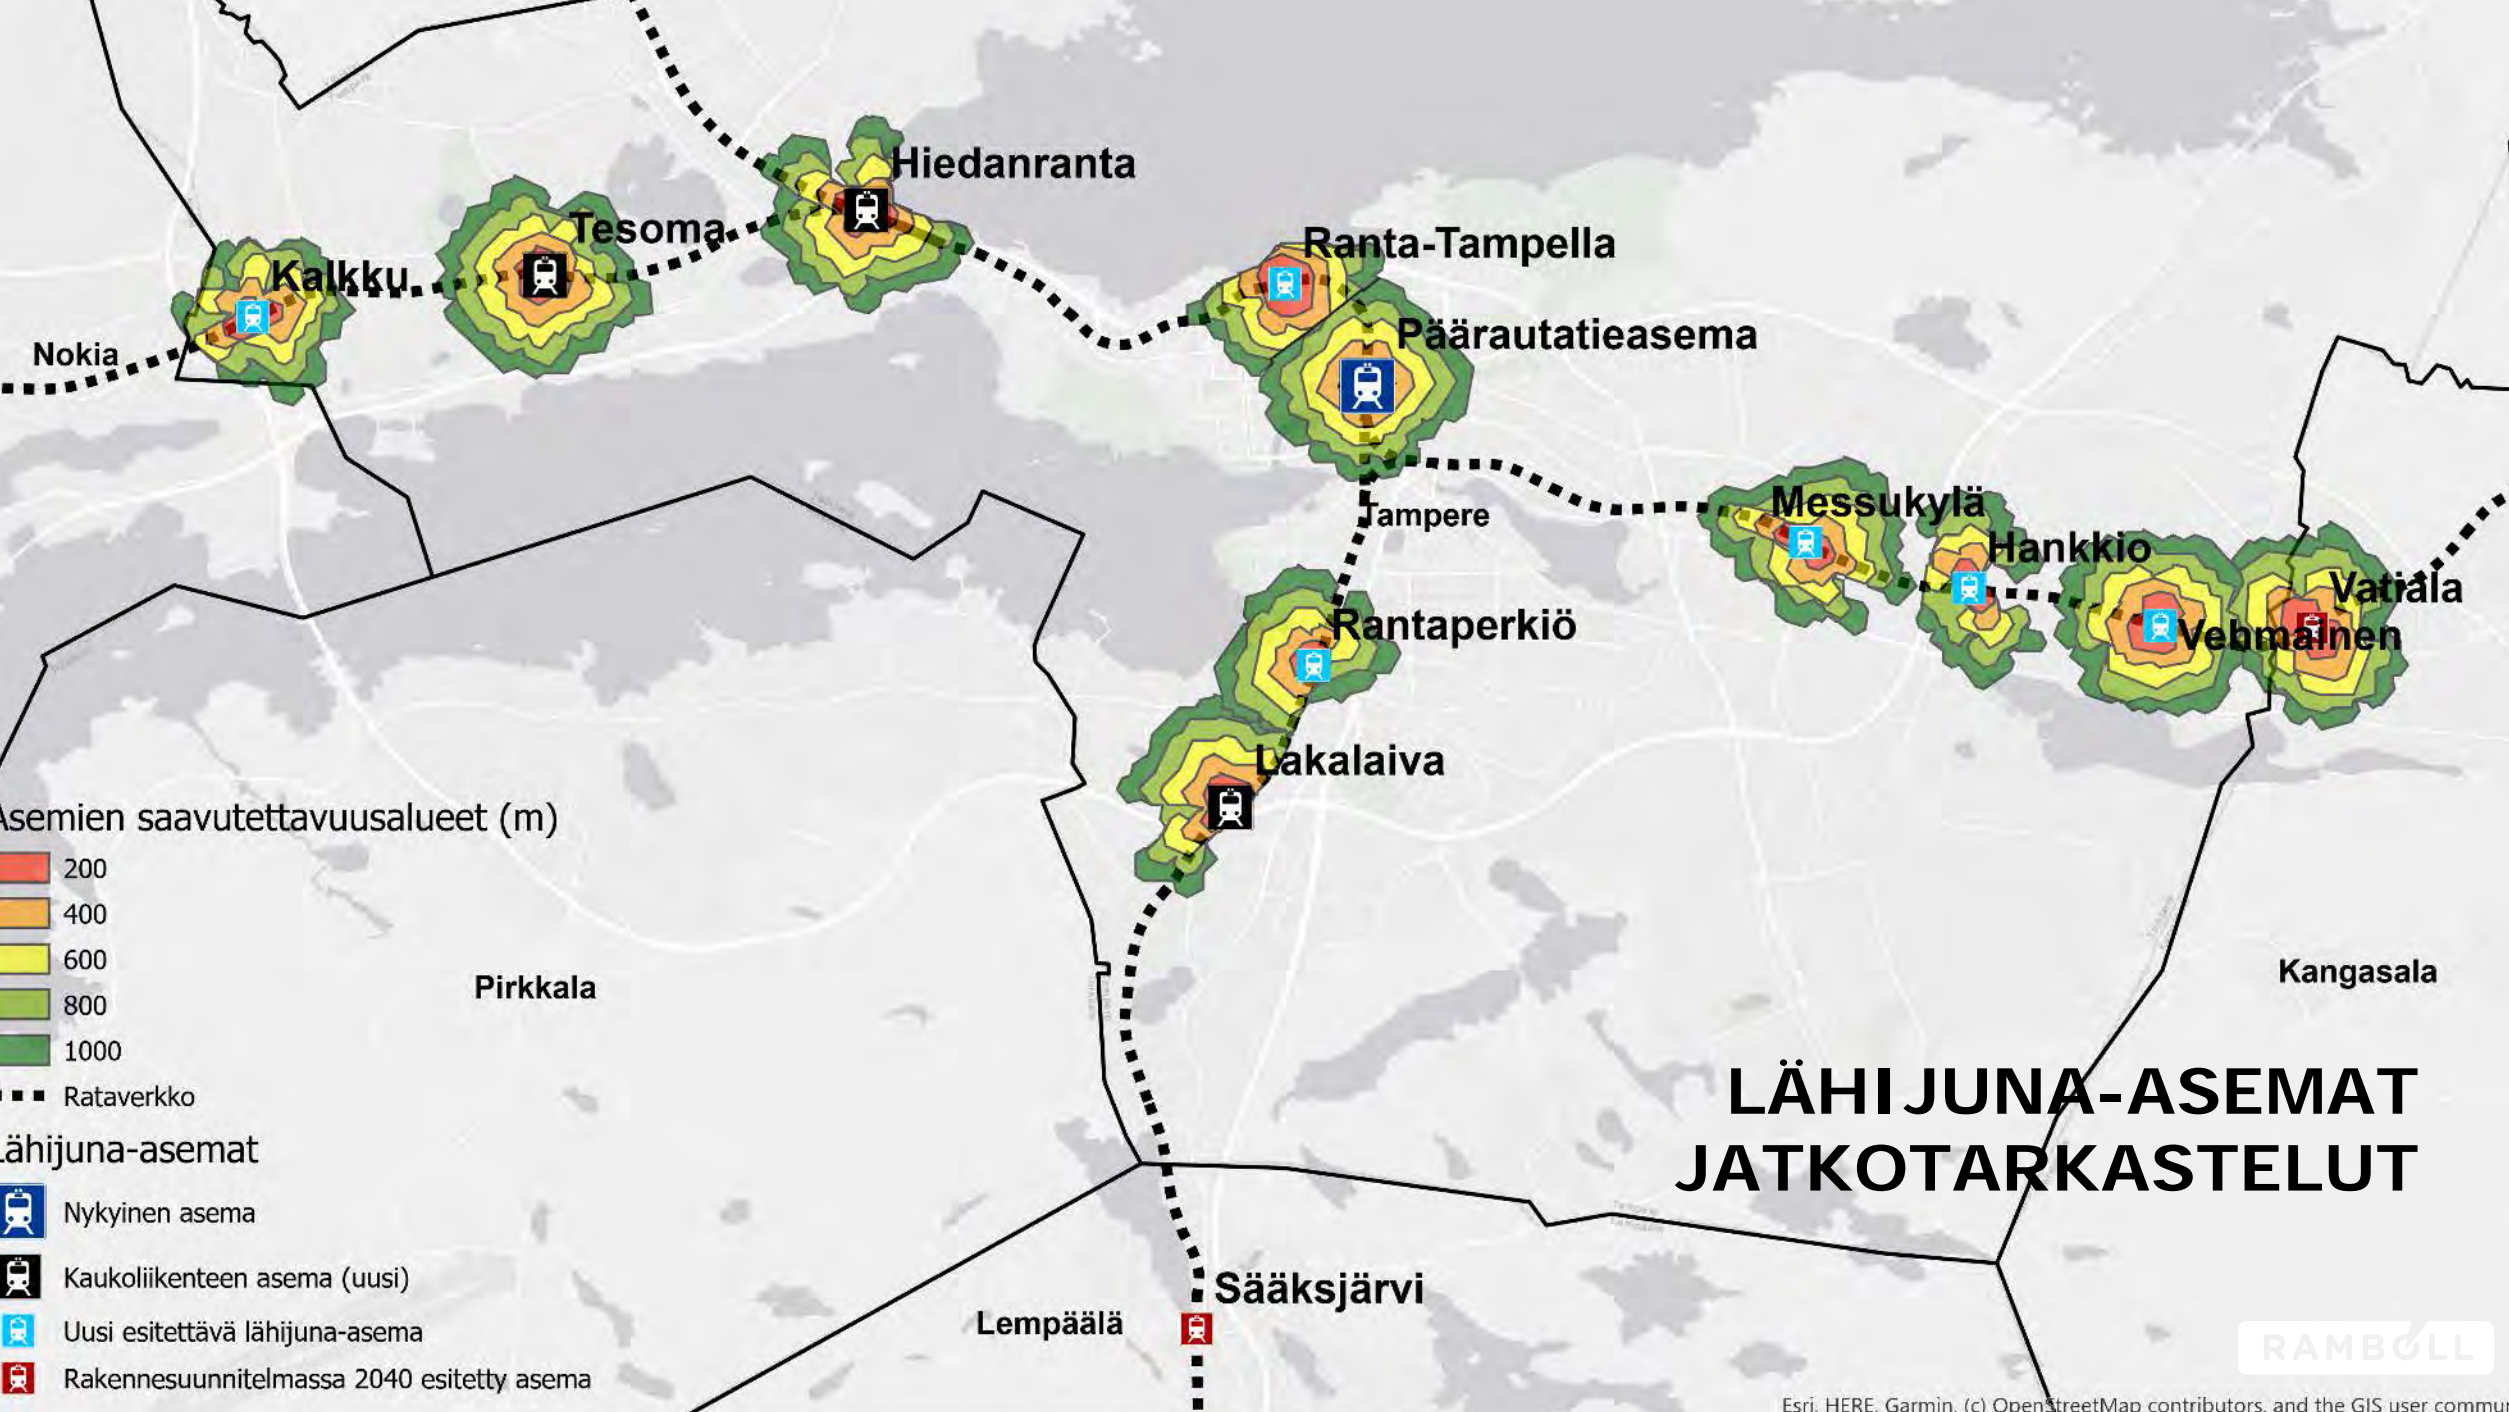 Hiedanranta
Tesoma
Ranta-Tampella
Kalkku
Päärautatieasema
Nokia
Messukylä
Tampere
Hankkio
Vatiala
Rantaperkiö
Vehmainen
Lakalaiva
Asemien saavutettavuusalueet (m)
200
400
600
800
1000
Rataverkko
Lähijuna-asemat
Nykyinen asema
Kaukoliikenteen asema (uusi)
Uusi esitettävä lähijuna-asema
Rakennesuunnitelmassa 2040 esitetty asema
Pirkkala
Kangasala
LÄHIJUNA-ASEMAT
JATKOTARKASTELUT
Sääksjärvi
Lempäälä
RAMBOLL
Esri, HERE, Garmin, (c) OpenStreetMap contributors, and the GIS user commu